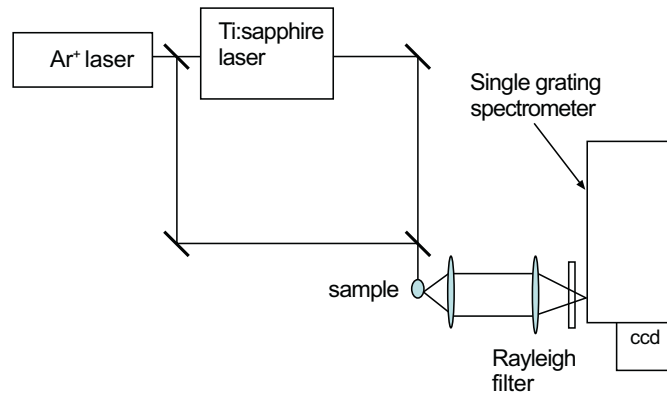 Ar⁺ laser
Ti:sapphire
laser
Single grating
spectrometer
sample
Rayleigh
filter
ccd